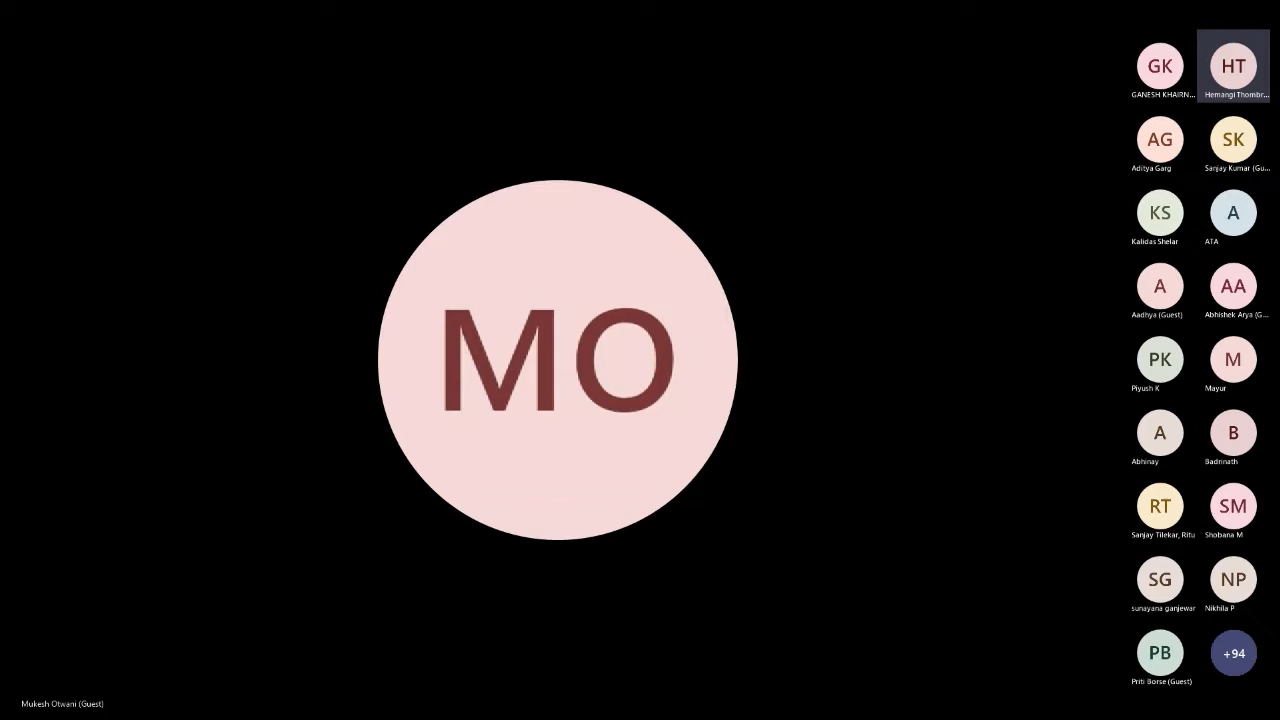 GK
HT
GANESH KHAIRN...
Hemangi Thombr...
AG
SK
Aditya Garg
Sanjay Kumar (Gu...
KS
A
Kalidas Shelar
ATA
A
AA
Aadhya (Guest)
Abhishek Arya (G...
MO
PK
M
Piyush K
Mayur
A
B
Abhinay
Badrinath
RT
SM
Sanjay Tilekar, Ritu
Shobana M
SG
NP
sunayana ganjewar
Nikhila P
PB
+94
Priti Borse (Guest)
Mukesh Otwani (Guest)